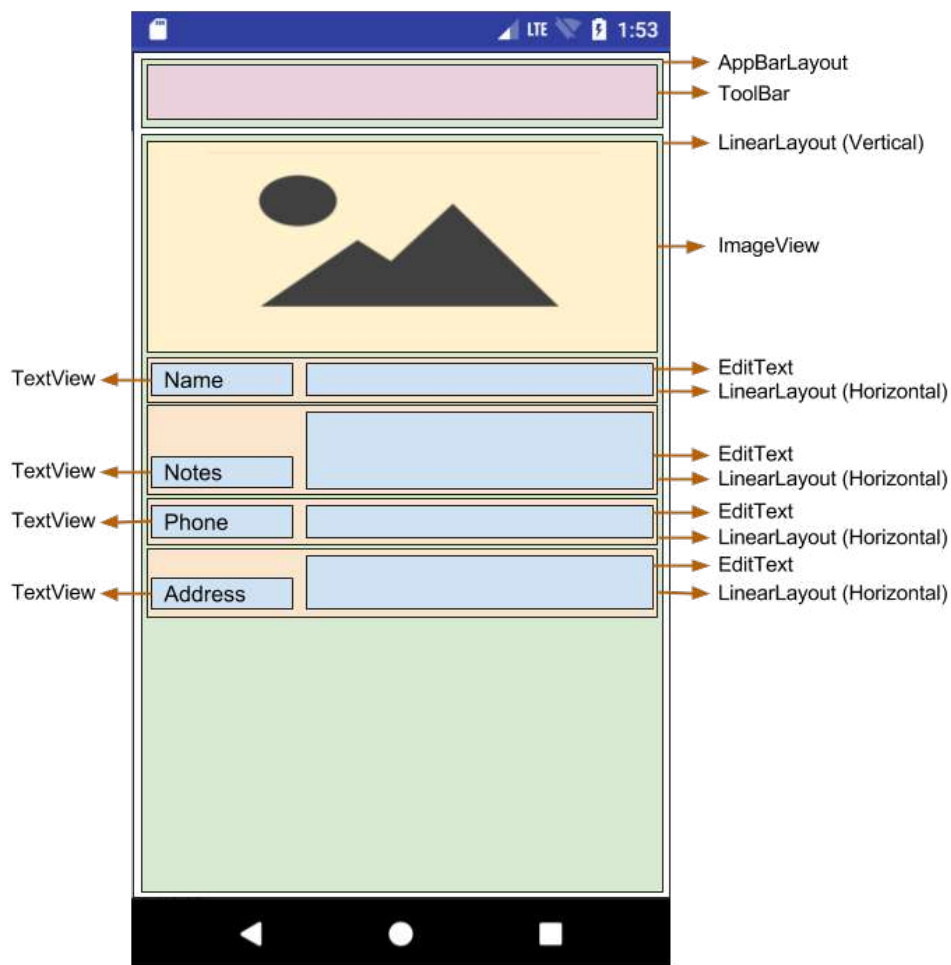 LTE 1:53
AppBarLayout
ToolBar
LinearLayout (Vertical)
ImageView
TextView Name EditText
LinearLayout (Horizontal)
EditText
TextView Notes LinearLayout (Horizontal)
TextView Phone EditText
LinearLayout (Horizontal)
EditText
TextView Address LinearLayout (Horizontal)